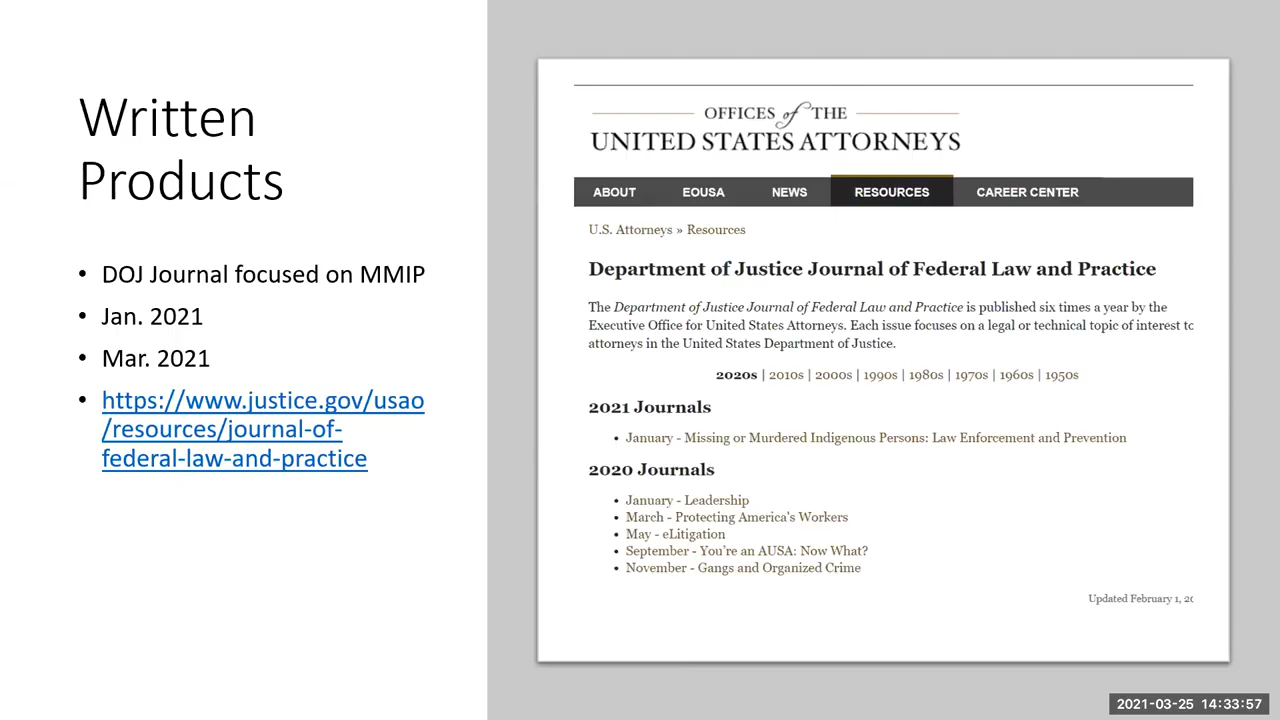 Written
Products
• DOJ Journal focused on MMIP
• Jan. 2021
• Mar. 2021
• https://www.justice.gov/usao
/resources/journal-of-
federal-law-and-practice
OFFICES of THE
UNITED STATES ATTORNEYS
ABOUT EOUSA NEWS RESOURCES CAREER CENTER
U.S. Attorneys » Resources
Department of Justice Journal of Federal Law and Practice
The Department of Justice Journal of Federal Law and Practice is published six times a year by the
Executive Office for United States Attorneys. Each issue focuses on a legal or technical topic of interest to
attorneys in the United States Department of Justice.
2020s | 2010s | 2000s | 1990s | 1980s | 1970s | 1960s | 1950s
2021 Journals
• January - Missing or Murdered Indigenous Persons: Law Enforcement and Prevention
2020 Journals
• January - Leadership
• March - Protecting America's Workers
• May - eLitigation
• September - You're an AUSA: Now What?
• November - Gangs and Organized Crime
Updated February 1, 20
2021-03-25 14:33:57